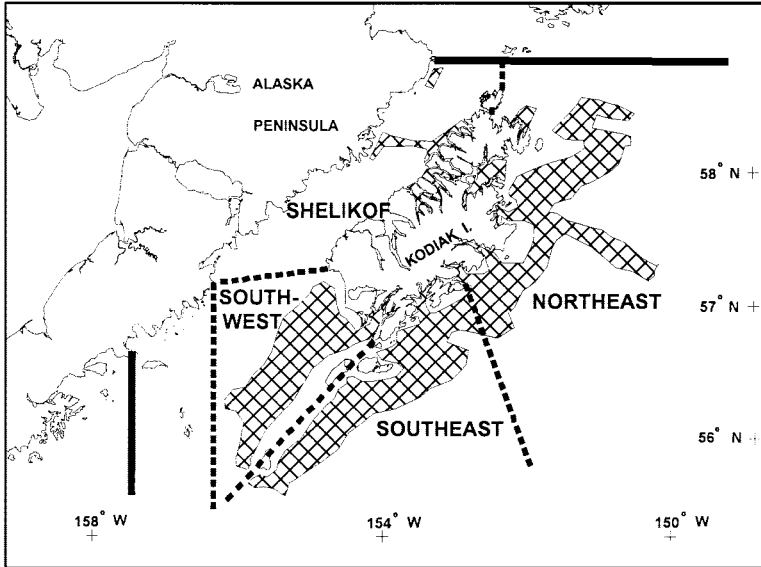 ALASKA
PENINSULA
58° N
SHELIKOF
KODIAK I.
SOUTH-
WEST
NORTHEAST
57° N
SOUTHEAST
56° N
158° W
154° W
150° W